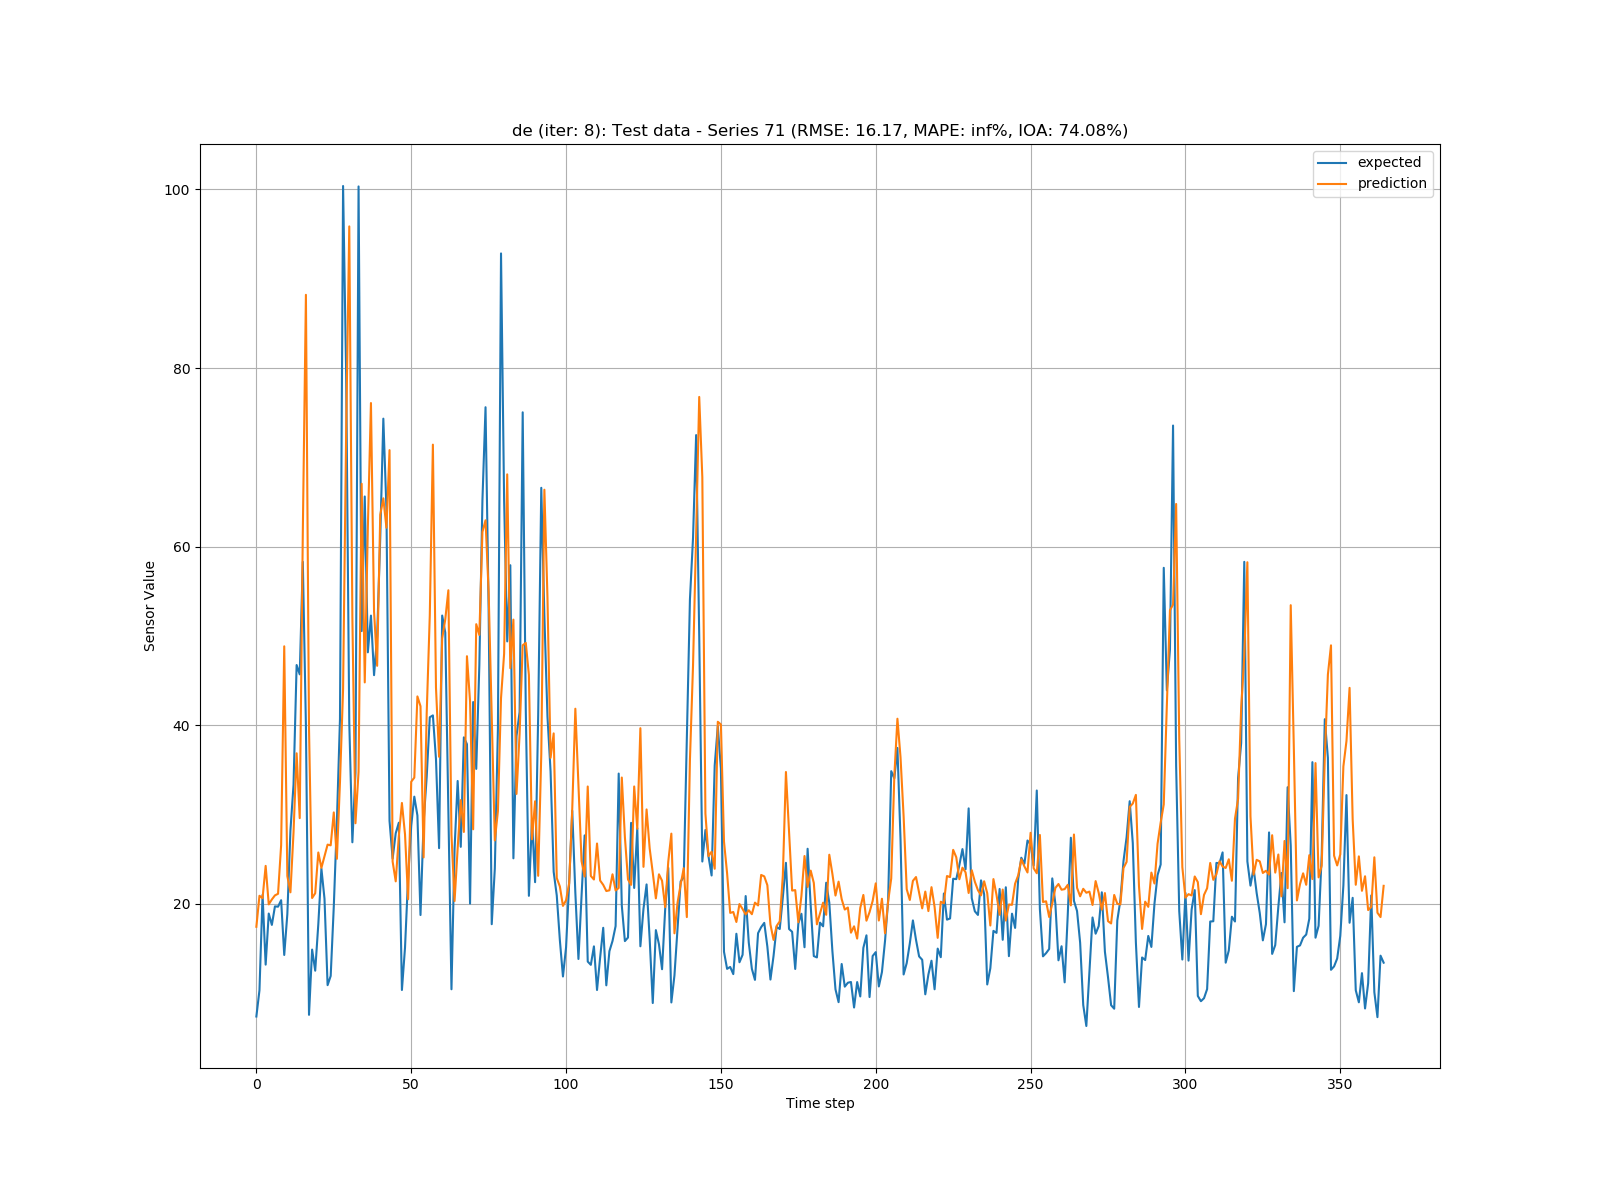 de (iter: 8): Test data - Series 71 (RMSE: 16.17, MAPE: inf%, IOA: 74.08%)
expected
prediction
100
80
60
40
20
Sensor Value
0 50 100 150 200 250 300 350
Time step